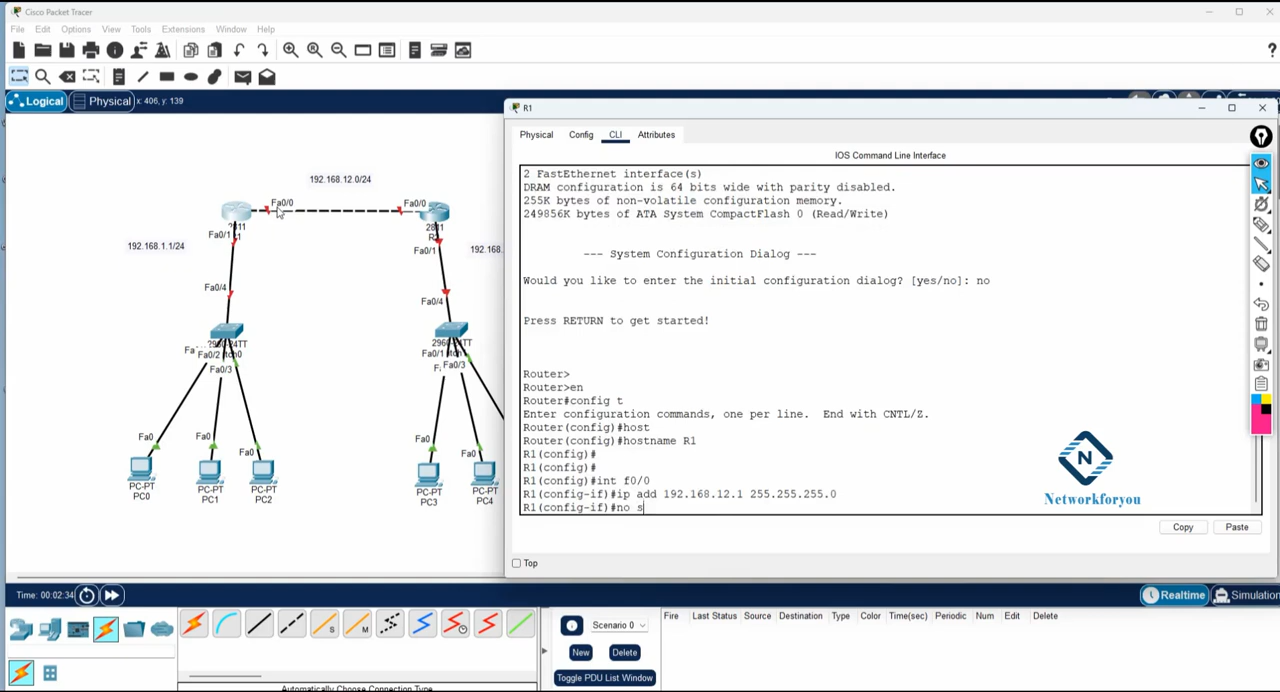 Cisco Packet Tracer
File Edit Options View Tools Extensions Window Help
Logical Physical x: 406, y: 139
192.168.12.0/24
Fa0/0 Fa0/0
2811
Fa0/1 R1
Fa0/1
192.168.1.1/24
192.168.
Fa0/4
Fa0/4
2960-24TT
Fa0/2
Fa0/3
Fa0/1
Fa0/3
Fa0 Fa0 Fa0
Fa0 Fa0
PC-PT PC-PT PC-PT PC-PT PC-PT
PC0 PC1 PC2 PC3 PC4
R1
Physical Config CLI Attributes
IOS Command Line Interface
2 FastEthernet interface(s)
DRAM configuration is 64 bits wide with parity disabled.
255K bytes of non-volatile configuration memory.
249856K bytes of ATA System CompactFlash 0 (Read/Write)
--- System Configuration Dialog ---
Would you like to enter the initial configuration dialog? [yes/no]: no
Press RETURN to get started!
Router>
Router>en
Router#config t
Enter configuration commands, one per line. End with CNTL/Z.
Router(config)#host
Router(config)#hostname R1
R1(config)#
R1(config)#
R1(config)#int f0/0
R1(config-if)#ip add 192.168.12.1 255.255.255.0
R1(config-if)#no s
N
Networkforyou
Copy Paste
Top
Time: 00:02:34
Realtime Simulation
Scenario 0
New Delete
Toggle PDU List Window
Fire Last Status Source Destination Type Color Time(sec) Periodic Num Edit Delete
Automatically Choose Connection Type